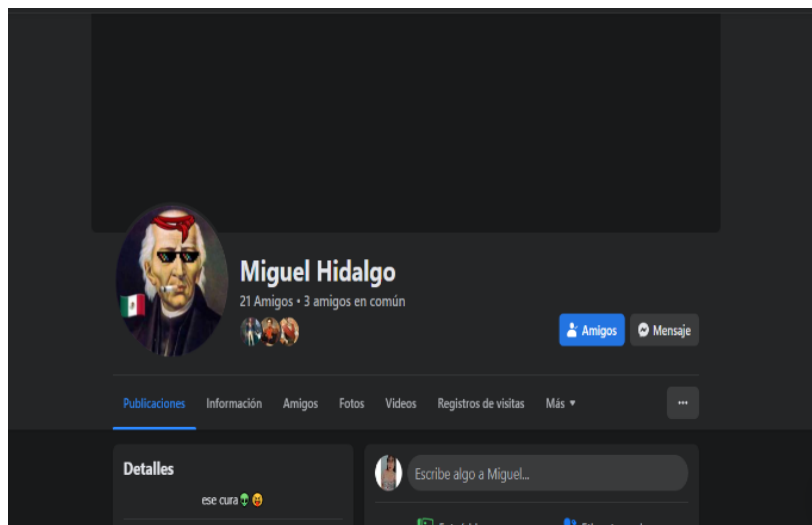 Miguel Hidalgo
21 Amigos • 3 amigos en común
Amigos
Mensaje
Publicaciones Información Amigos Fotos Videos Registros de visitas Más
Detalles
ese cura👽😝
Escribe algo a Miguel...